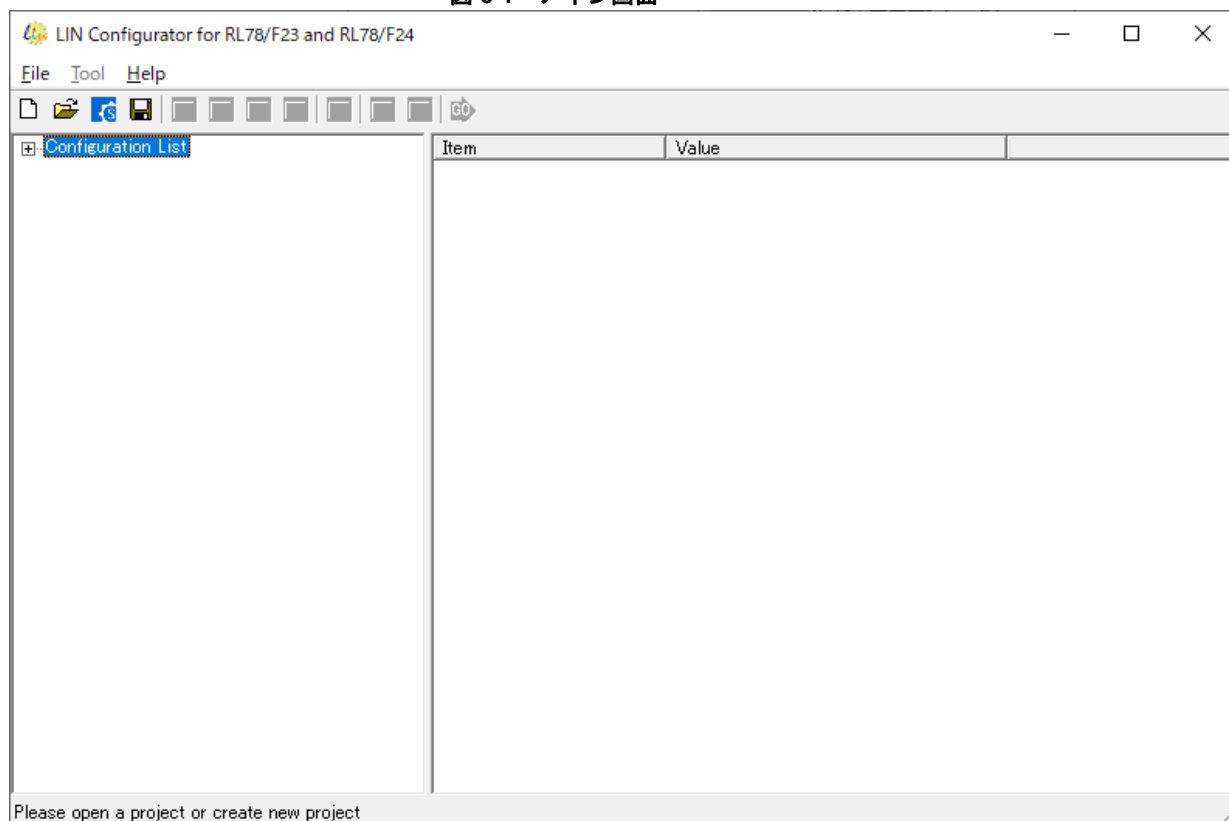 LIN Configurator for RL78/F23 and RL78/F24
File Tool Help
GO
Configuration List
Item Value
Please open a project or create new project